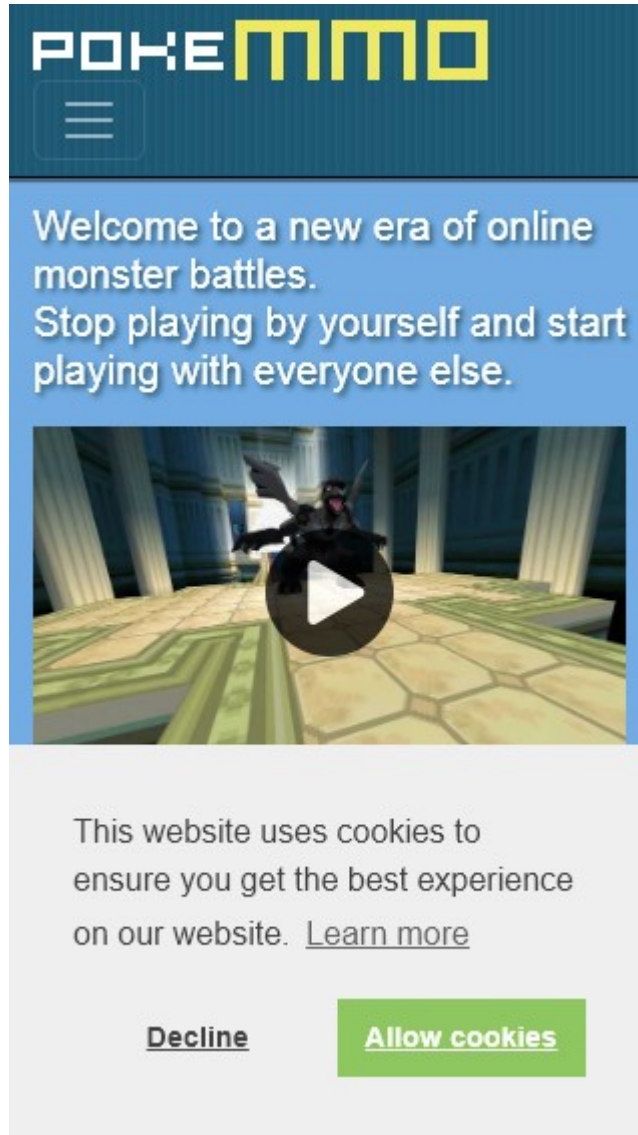 POKEMMO
Welcome to a new era of online
monster battles.
Stop playing by yourself and start
playing with everyone else.
This website uses cookies to
ensure you get the best experience
on our website. Learn more
Decline Allow cookies